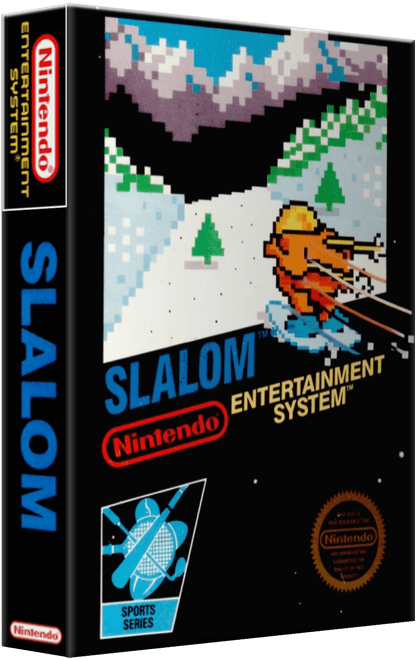 Nintendo®
ENTERTAINMENT
SYSTEM®
SLALOM
Nintendo
SLALOM™
Nintendo®
ENTERTAINMENT
SYSTEM™
SPORTS
SERIES
Nintendo